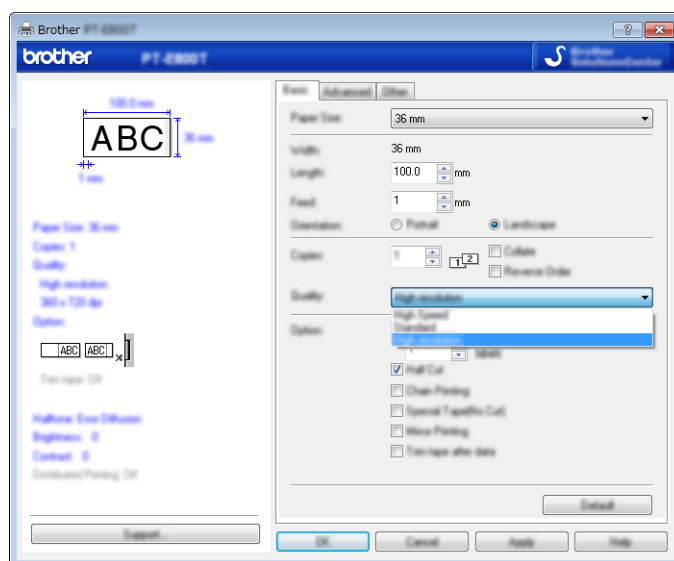 Brother PT-E800T
brother PT-E800T Brother
SolutionsCenter
100.0 mm
ABC
36 mm
1 mm
Paper Size: 36 mm
Copies: 1
Quality:
High resolution
360 x 720 dpi
Option:
ABC ABC
Trim tape: Off
Halftone: Error Diffusion
Brightness: 0
Contrast: 0
Distributed Printing: Off
Support...
Basic Advanced Other
Paper Size: 36 mm
Width: 36 mm
Length: 100.0 mm
Feed: 1 mm
Orientation: Portrait Landscape
Copies: 1 1 2 Collate
Reverse Order
Quality: High resolution
High Speed
Standard
High resolution
Option:
1 labels
Half Cut
Chain Printing
Special Tape(No Cut)
Mirror Printing
Trim tape after data
Default
OK Cancel Apply Help